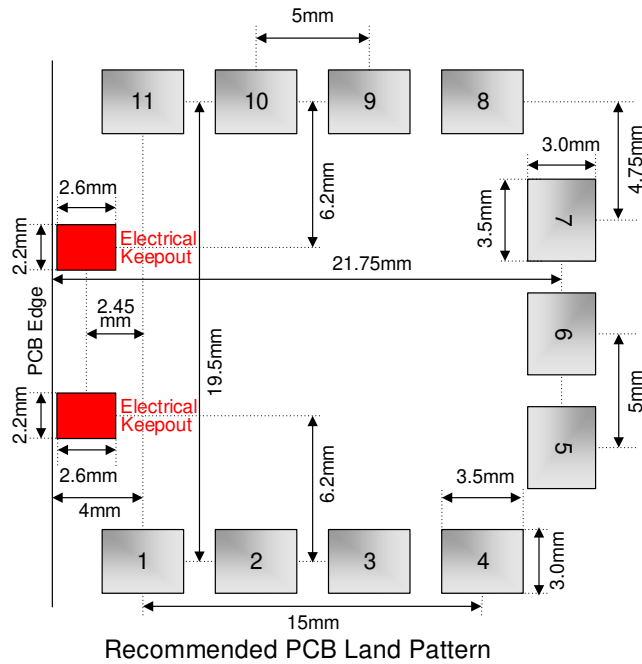 5mm
11
10
9
8
3.0mm
4.75mm
2.6mm
6.2mm
3.5mm
7
2.2mm
Electrical
Keepout
21.75mm
PCB Edge
2.45
mm
19.5mm
6
5mm
2.2mm
Electrical
Keepout
5
2.6mm
6.2mm
3.5mm
4mm
1
2
3
4
3.0mm
15mm
Recommended PCB Land Pattern